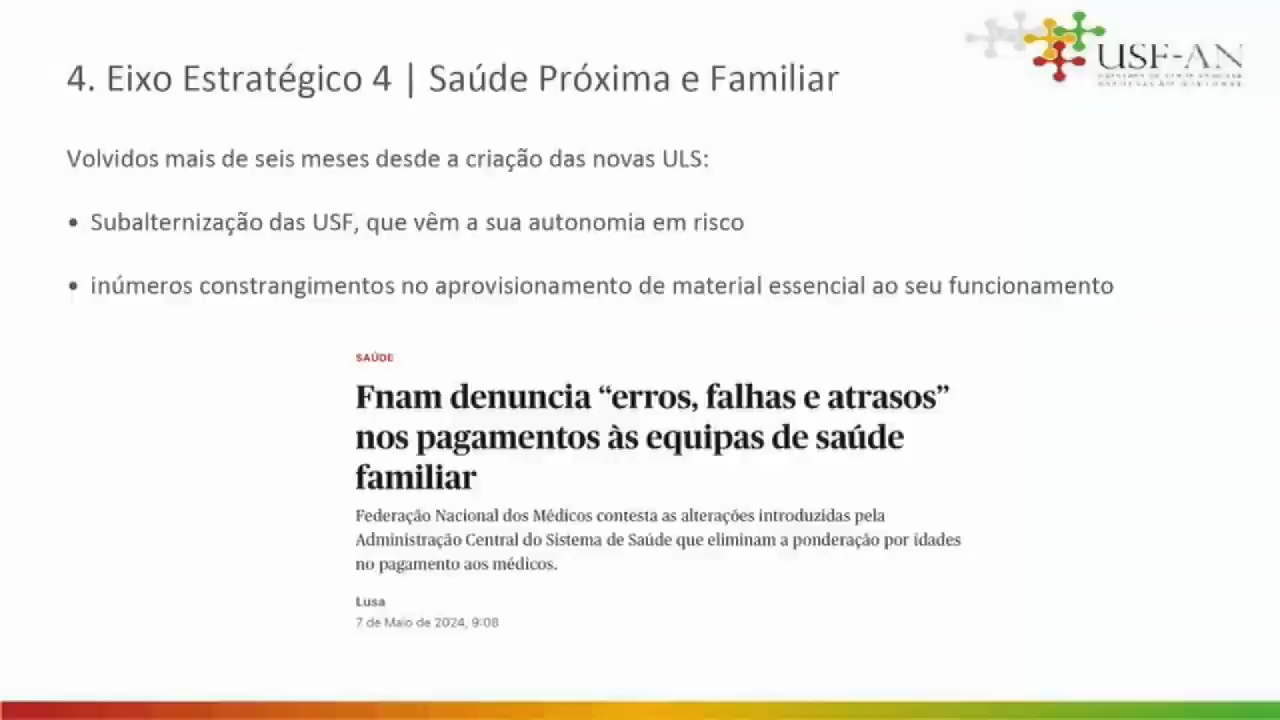 USF-AN
4. Eixo Estratégico 4 | Saúde Próxima e Familiar
Volvidos mais de seis meses desde a criação das novas ULS:
• Subalternização das USF, que vêm a sua autonomia em risco
• inúmeros constrangimentos no aprovisionamento de material essencial ao seu funcionamento
SAÚDE
Fnam denuncia “erros, falhas e atrasos”
nos pagamentos às equipas de saúde
familiar
Federação Nacional dos Médicos contesta as alterações introduzidas pela
Administração Central do Sistema de Saúde que eliminam a ponderação por idades
no pagamento aos médicos.
Lusa
7 de Maio de 2024, 9:08